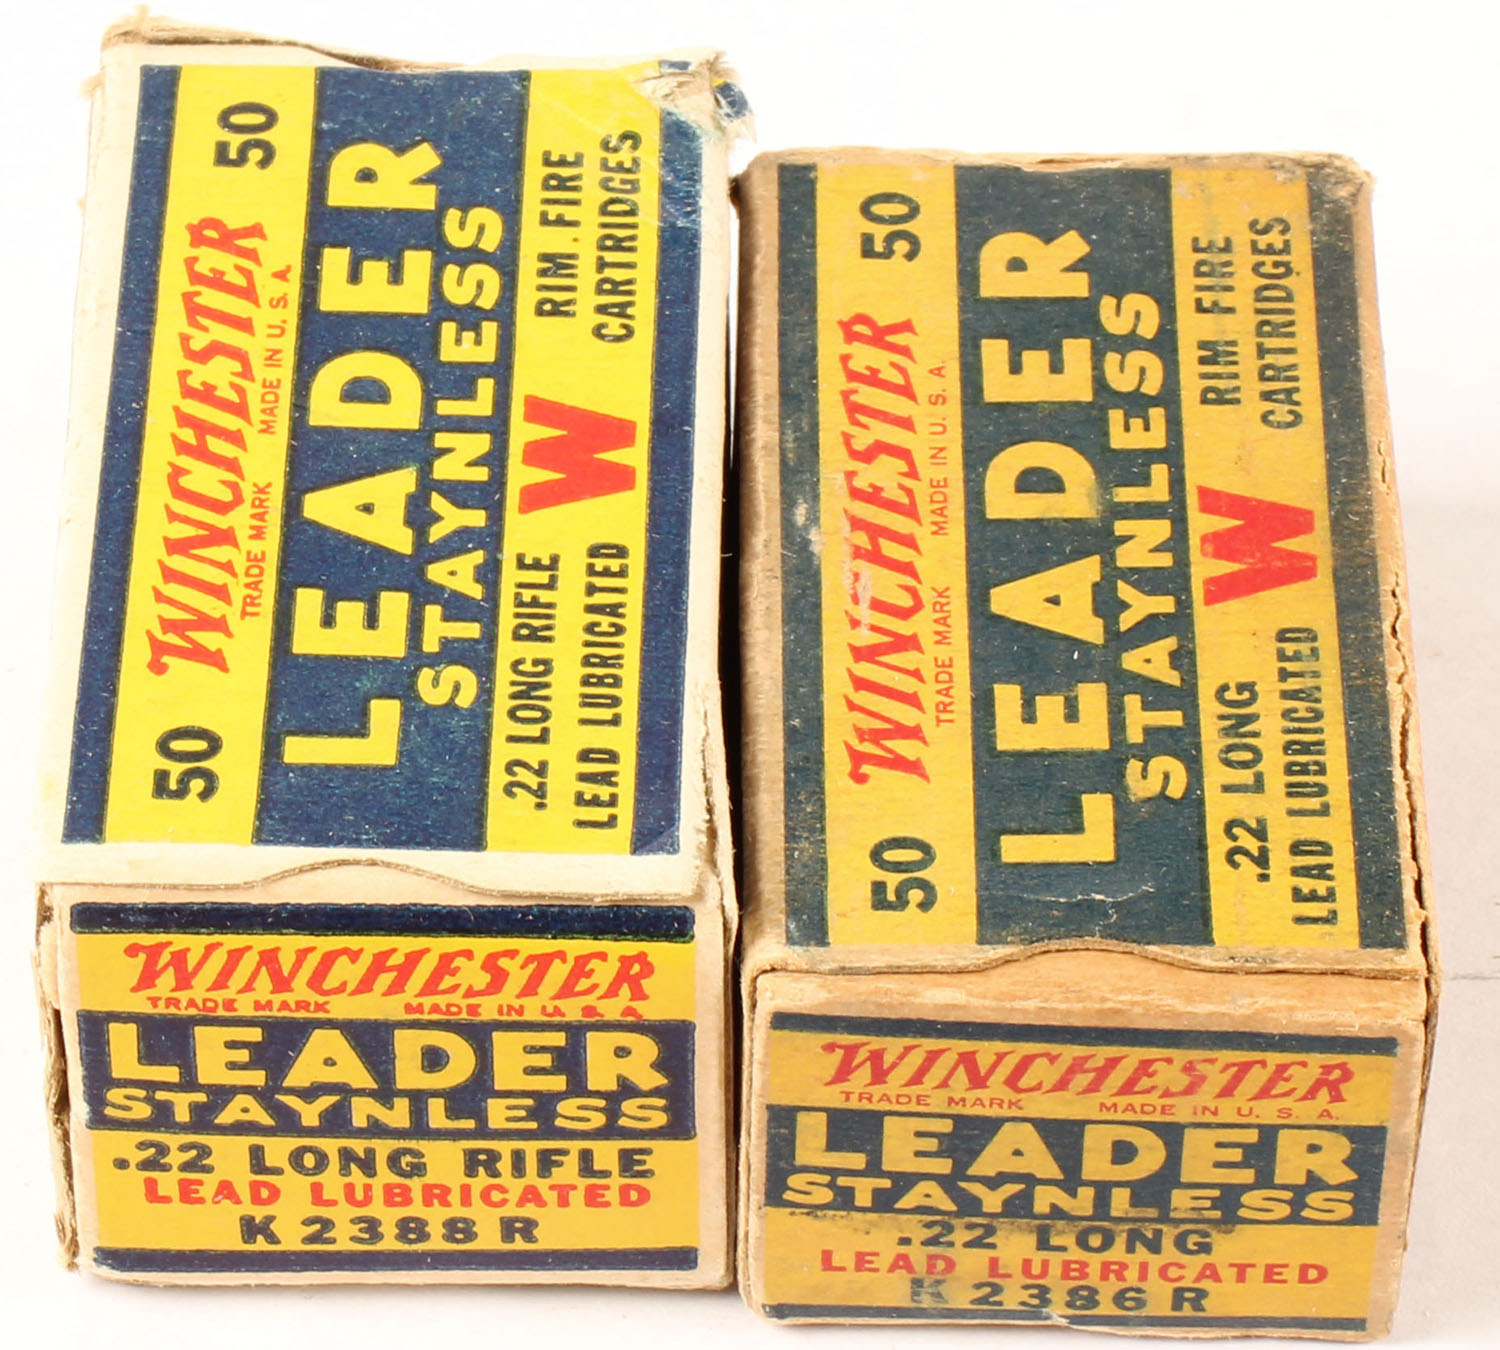 50 WINCHESTER 50
TRADE MARK MADE IN U. S. A.
LEADER
STAYNLESS
.22 LONG RIFLE W RIM FIRE
LEAD LUBRICATED CARTRIDGES
WINCHESTER
TRADE MARK MADE IN U. S. A.
LEADER
STAYNLESS
.22 LONG RIFLE
LEAD LUBRICATED
K2388R
50 WINCHESTER 50
TRADE MARK MADE IN U. S. A.
LEADER
STAYNLESS
.22 LONG W RIM FIRE
LEAD LUBRICATED CARTRIDGES
WINCHESTER
TRADE MARK MADE IN U. S. A.
LEADER
STAYNLESS
.22 LONG
LEAD LUBRICATED
K2386R